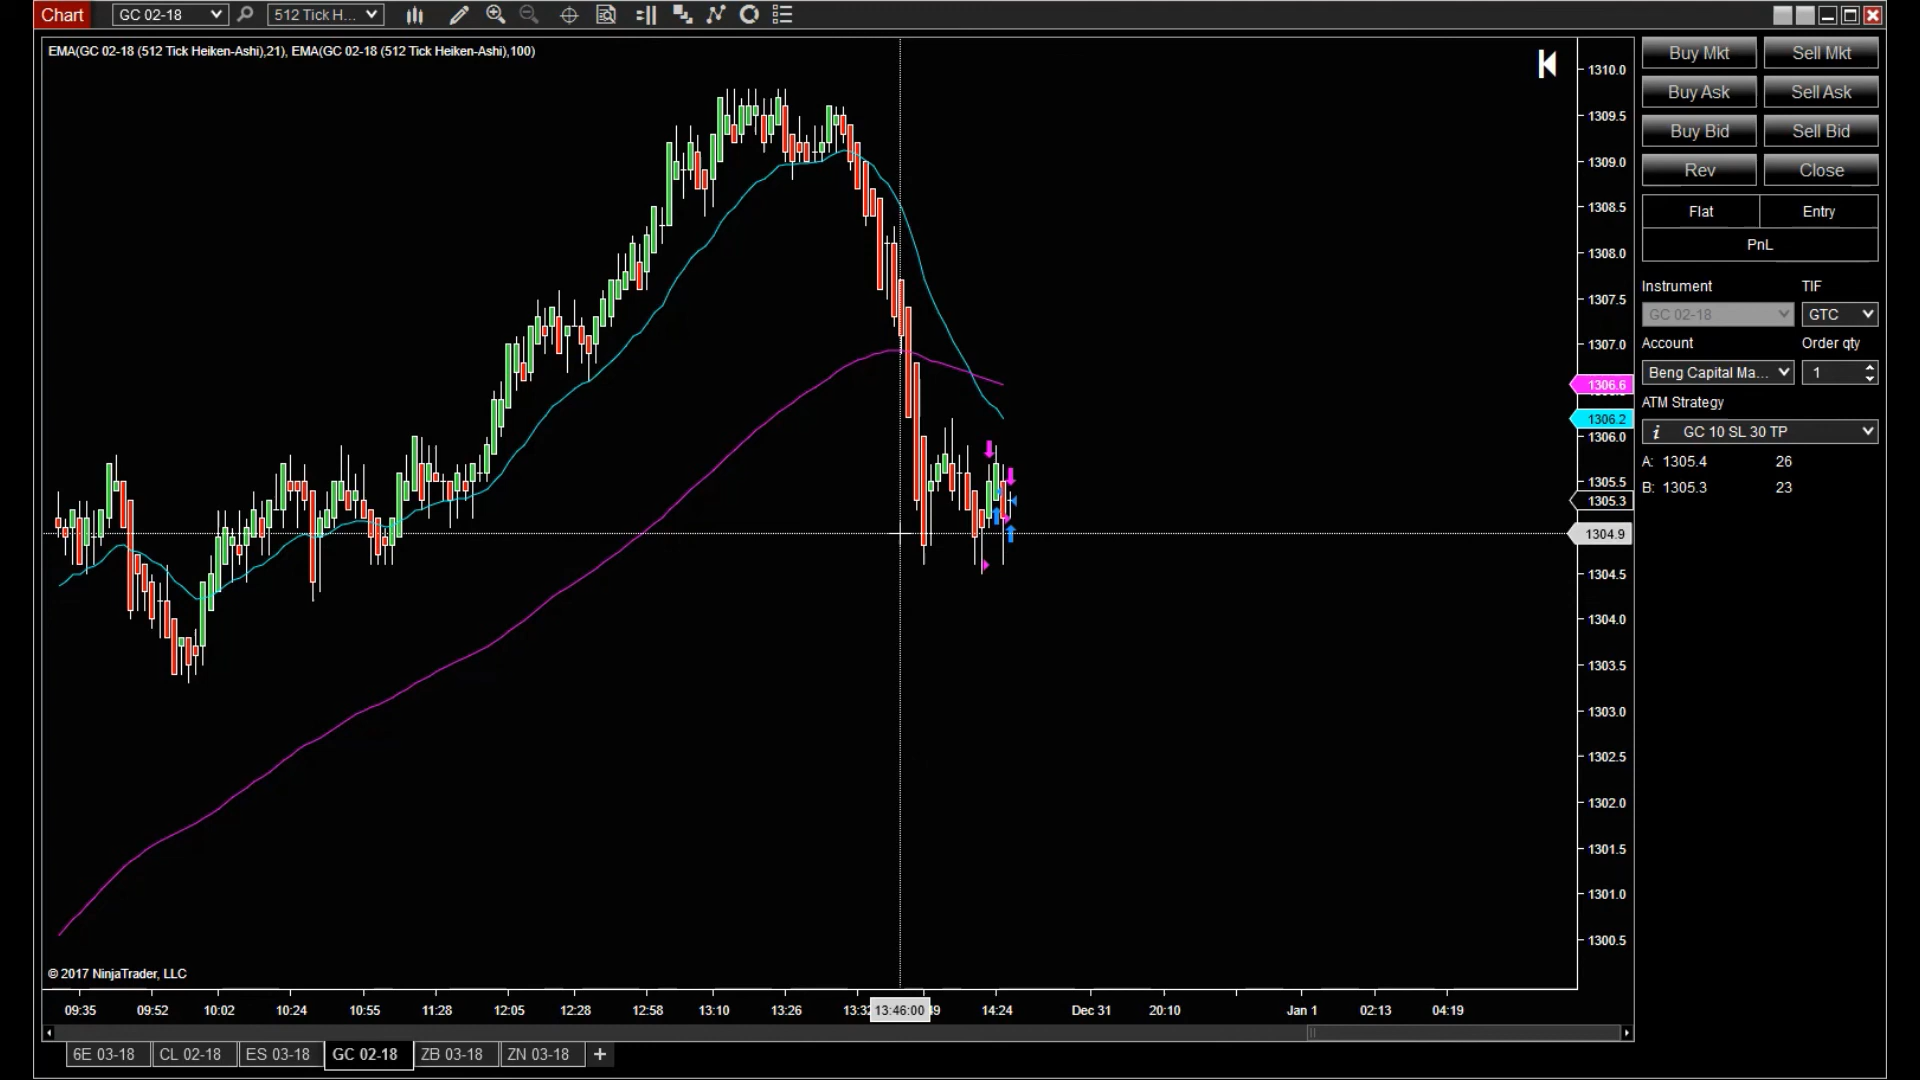 Chart GC 02-18 512 Tick H...
EMA(GC 02-18 (512 Tick Heiken-Ashi),21), EMA(GC 02-18 (512 Tick Heiken-Ashi),100)
1310.0
1309.5
1309.0
1308.5
1308.0
1307.5
1307.0
1306.6
1306.2
1306.0
1305.5
1305.3
1304.9
1304.5
1304.0
1303.5
1303.0
1302.5
1302.0
1301.5
1301.0
1300.5
Buy Mkt Sell Mkt
Buy Ask Sell Ask
Buy Bid Sell Bid
Rev Close
Flat Entry
PnL
Instrument TIF
GC 02-18 GTC
Account Order qty
Beng Capital Ma... 1
ATM Strategy
i GC 10 SL 30 TP
A: 1305.4 26
B: 1305.3 23
© 2017 NinjaTrader, LLC
09:35 09:52 10:02 10:24 10:55 11:28 12:05 12:28 12:58 13:10 13:26 13:46:00 14:24 Dec 31 20:10 Jan 1 02:13 04:19
6E 03-18 CL 02-18 ES 03-18 GC 02-18 ZB 03-18 ZN 03-18 +